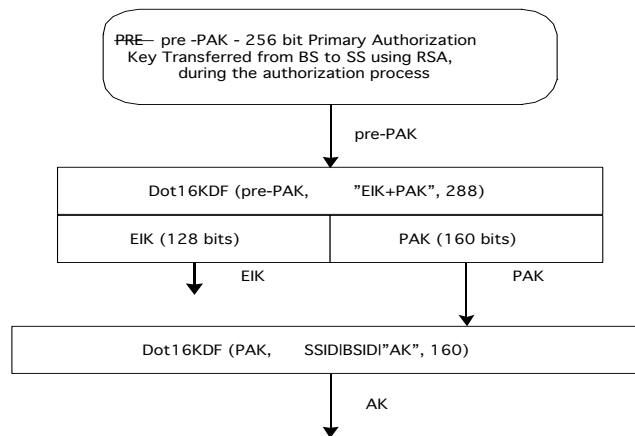 PRE- pre -PAK - 256 bit Primary Authorization
Key Transferred from BS to SS using RSA,
during the authorization process
pre-PAK
Dot16KDF (pre-PAK, "EIK+PAK", 288)
EIK (128 bits) PAK (160 bits)
EIK PAK
Dot16KDF (PAK, SSID|BSID|"AK", 160)
AK